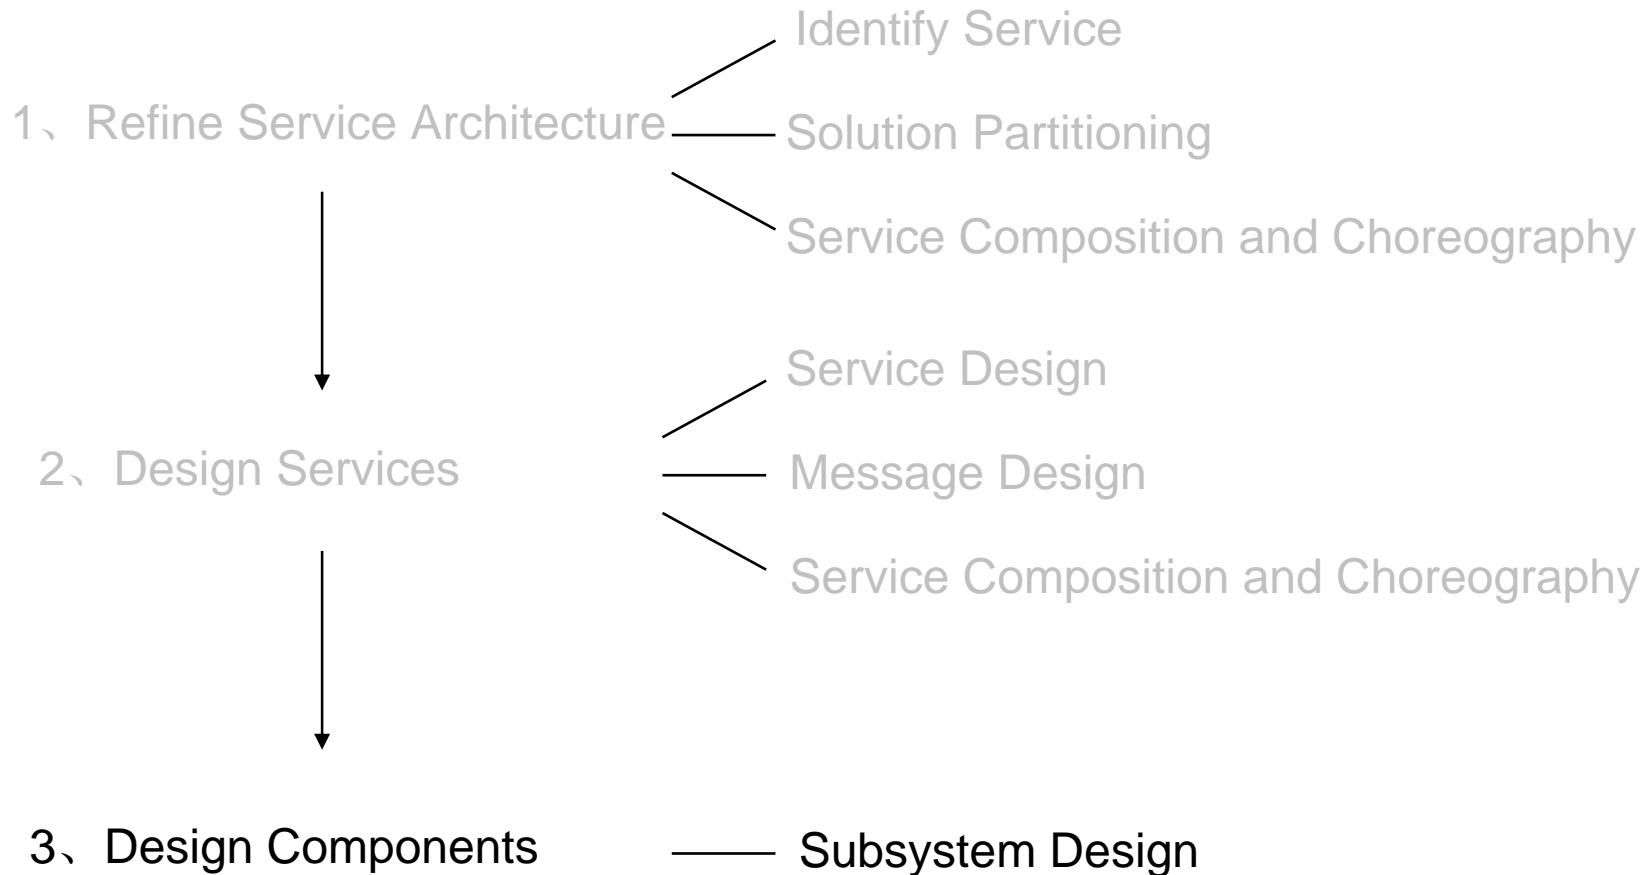 Identify Service
1、Refine Service Architecture
Solution Partitioning
Service Composition and Choreography
Service Design
2、Design Services
Message Design
Service Composition and Choreography
3、Design Components
Subsystem Design